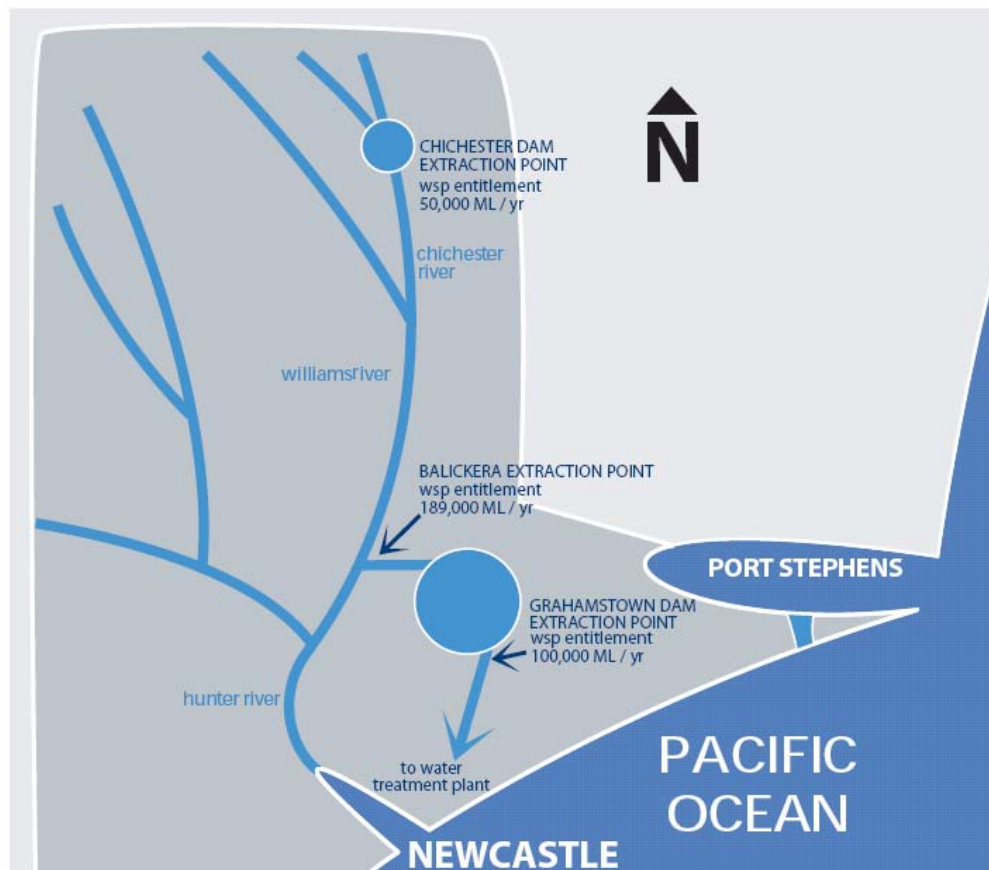 N
CHICHESTER DAM
EXTRACTION POINT
wsp entitlement
50,000 ML / yr
chichester
river
williamsriver
BALICKERA EXTRACTION POINT
wsp entitlement
189,000 ML / yr
PORT STEPHENS
GRAHAMSTOWN DAM
EXTRACTION POINT
wsp entitlement
100,000 ML / yr
hunter river
to water
treatment plant
PACIFIC
OCEAN
NEWCASTLE